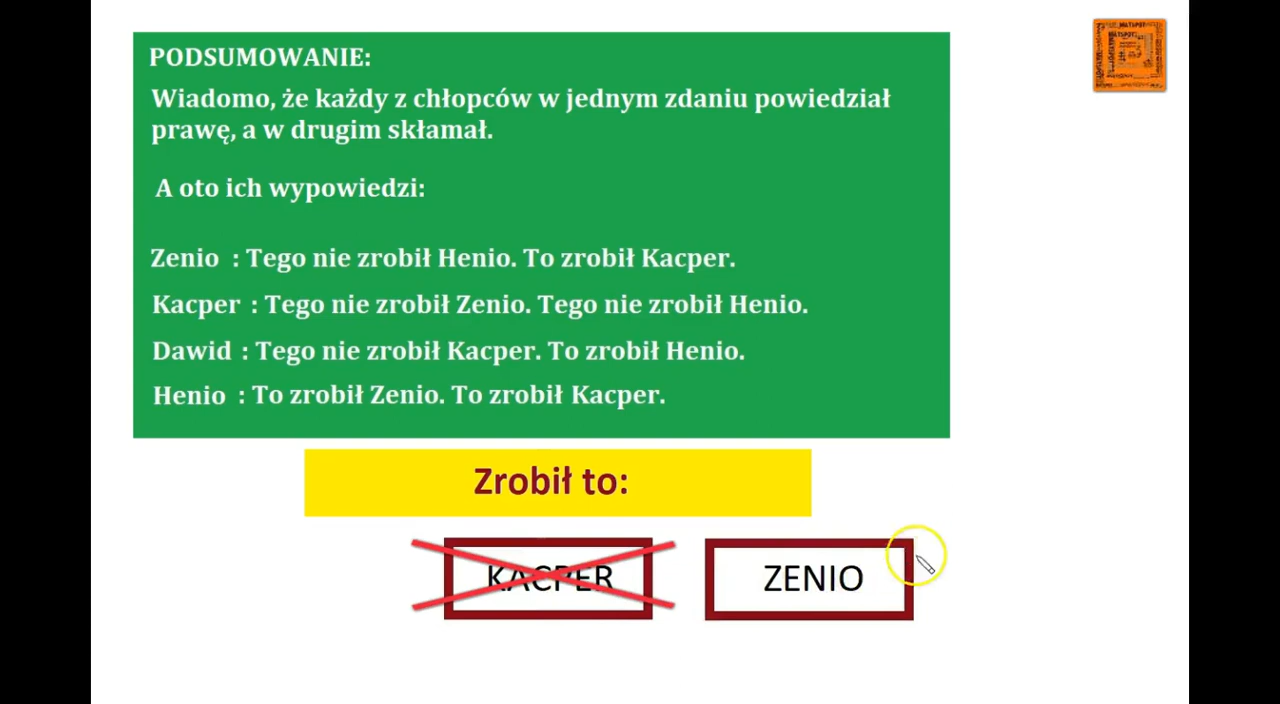 PODSUMOWANIE:
Wiadomo, że każdy z chłopców w jednym zdaniu powiedział
prawę, a w drugim skłamał.
A oto ich wypowiedzi:
Zenio : Tego nie zrobił Henio. To zrobił Kacper.
Kacper : Tego nie zrobił Zenio. Tego nie zrobił Henio.
Dawid : Tego nie zrobił Kacper. To zrobił Henio.
Henio : To zrobił Zenio. To zrobił Kacper.
Zrobił to:
KACPER ZENIO